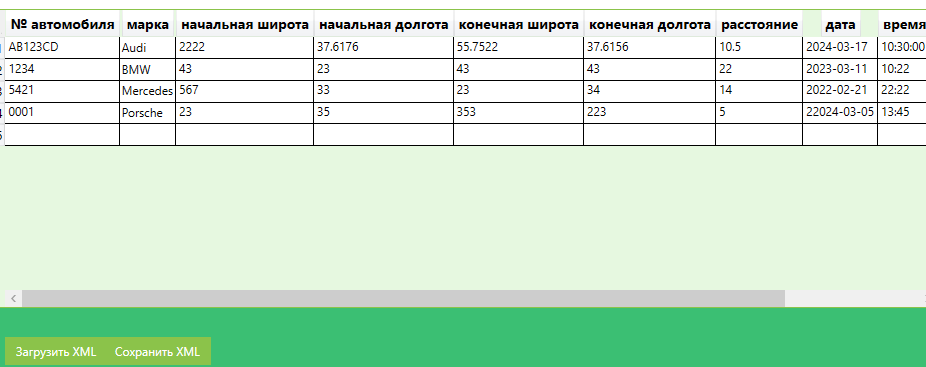 № автомобиля марка начальная широта начальная долгота конечная широта конечная долгота расстояние дата время
AB123CD Audi 2222 37.6176 55.7522 37.6156 10.5 2024-03-17 10:30:00
1234 BMW 43 23 43 43 22 2023-03-11 10:22
5421 Mercedes 567 33 23 34 14 2022-02-21 22:22
0001 Porsche 23 35 353 223 5 22024-03-05 13:45
Загрузить XML Сохранить XML